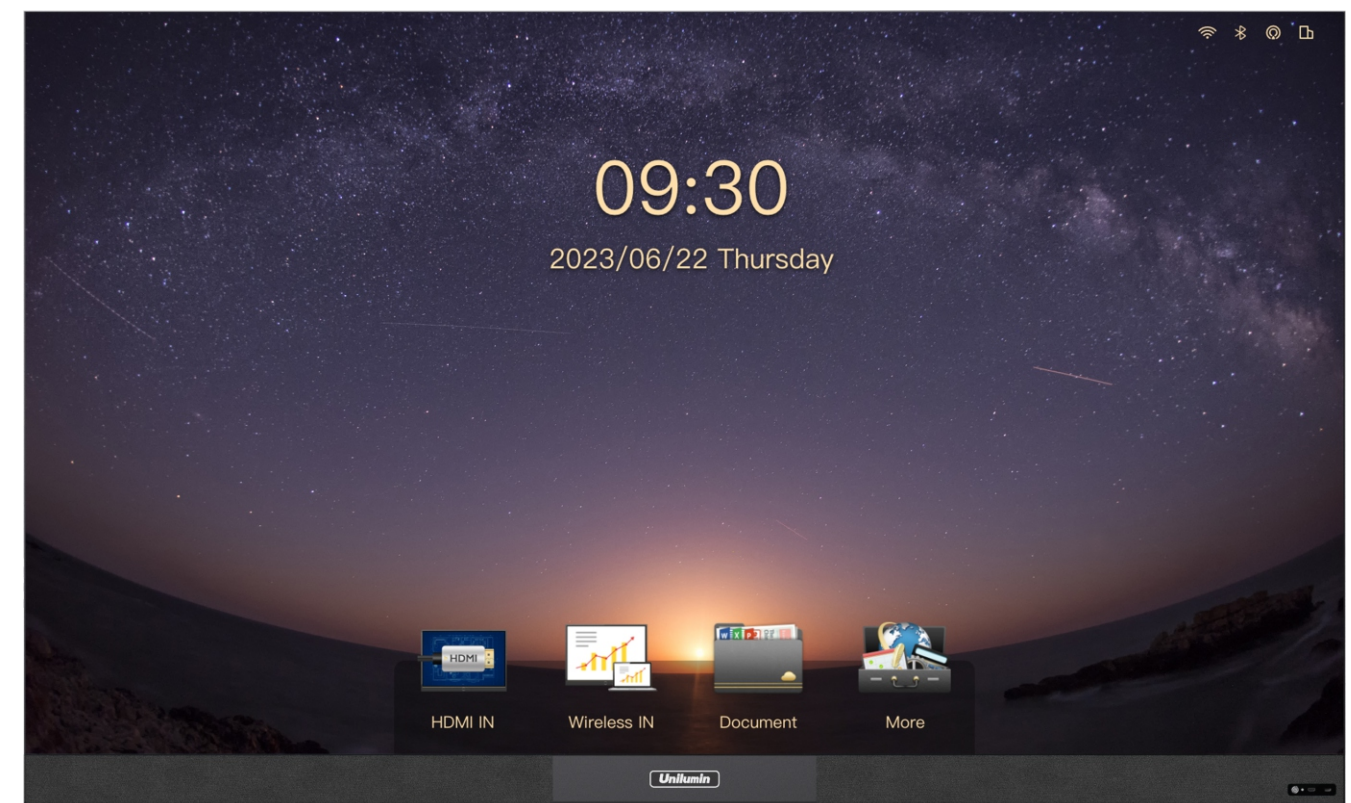 09:30
2023/06/22 Thursday
HDMI
W X P
HDMI IN
Wireless IN
Document
More
Unilumin